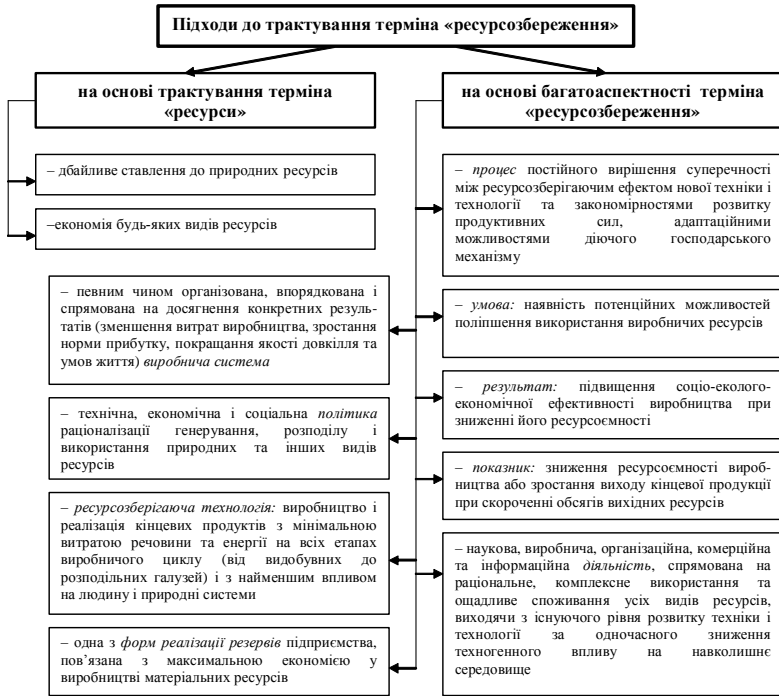 Підходи до трактування терміна «ресурсозбереження»
на основі трактування терміна
«ресурси»
– дбайливе ставлення до природних ресурсів
–економія будь-яких видів ресурсів
на основі багатоаспектності терміна
«ресурсозбереження»
– процес постійного вирішення суперечності
між ресурсозберігаючим ефектом нової техніки і
технології та закономірностями розвитку
продуктивних сил, адаптаційними
можливостями діючого господарського
механізму
– умова: наявність потенційних можливостей
поліпшення використання виробничих ресурсів
– результат: підвищення соціо-еколого-
економічної ефективності виробництва при
зниженні його ресурсоємності
– показник: зниження ресурсоємності вироб-
ництва або зростання виходу кінцевої продукції
при скороченні обсягів вихідних ресурсів
– наукова, виробнича, організаційна, комерційна
та інформаційна діяльність, спрямована на
раціональне, комплексне використання та
ощадливе споживання усіх видів ресурсів,
виходячи з існуючого рівня розвитку техніки і
технології за одночасного зниження
техногенного впливу на навколишнє
середовище
– певним чином організована, впорядкована і
спрямована на досягнення конкретних резуль-
татів (зменшення витрат виробництва, зростання
норми прибутку, покращання якості довкілля та
умов життя) виробнича система
– технічна, економічна і соціальна політика
раціоналізації генерування, розподілу і
використання природних та інших видів
ресурсів
– ресурсозберігаюча технологія: виробництво і
реалізація кінцевих продуктів з мінімальною
витратою речовини та енергії на всіх етапах
виробничого циклу (від видобувних до
розподільних галузей) і з найменшим впливом
на людину і природні системи
– одна з форм реалізації резервів підприємства,
пов’язана з максимальною економією у
виробництві матеріальних ресурсів